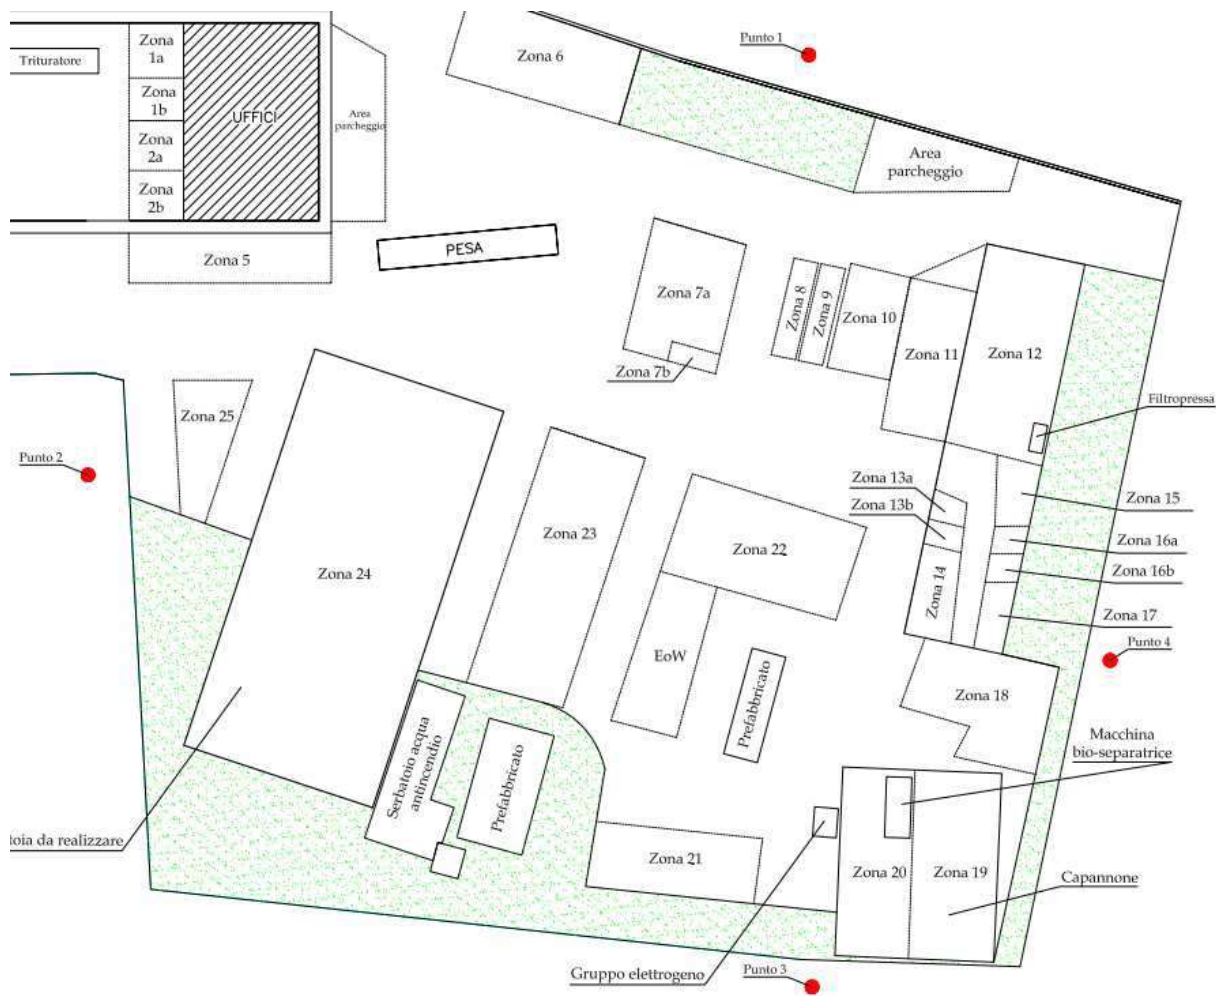 Punto 1
Zona
1a
Trituratore
Zona 6
Zona
1b
UFFICI
Area
parcheggio
Zona
2a
Area
parcheggio
Zona
2b
PESA
Zona 5
Zona 7a
Zona 8
Zona 9
Zona 10
Zona 11
Zona 12
Zona 7b
Filtropressa
Zona 25
Punto 2
Zona 13a
Zona 13b
Zona 15
Zona 23
Zona 22
Zona 16a
Zona 24
Zona 16b
Zona 14
Zona 17
Punto 4
EoW
Prefabbricato
Zona 18
Macchina
bio-separatrice
Serbatoio acqua
antincendio
Prefabbricato
toia da realizzare
Zona 21
Zona 20
Zona 19
Capannone
Gruppo elettrogeno
Punto 3